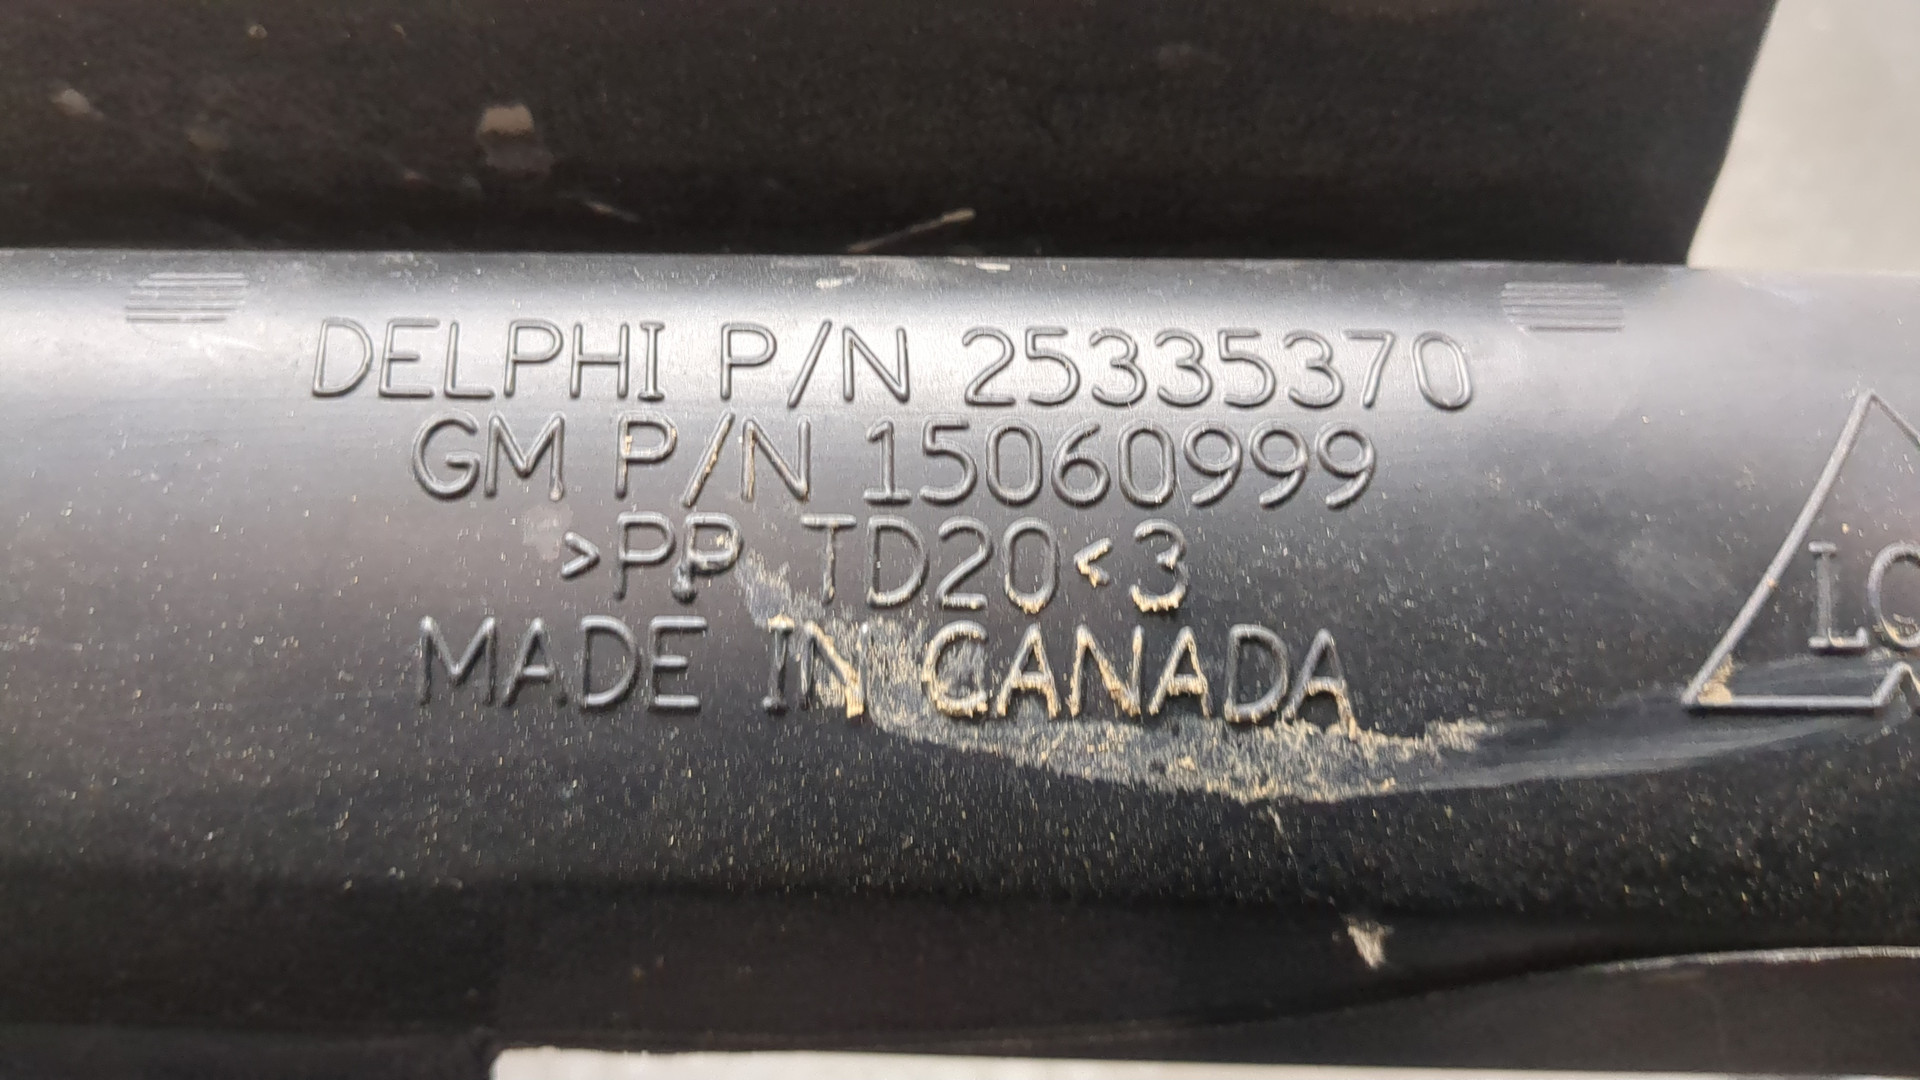 DELPHI P/N 25335370
GM P/N 15060999
>PP TD20<3
MADE IN CANADA